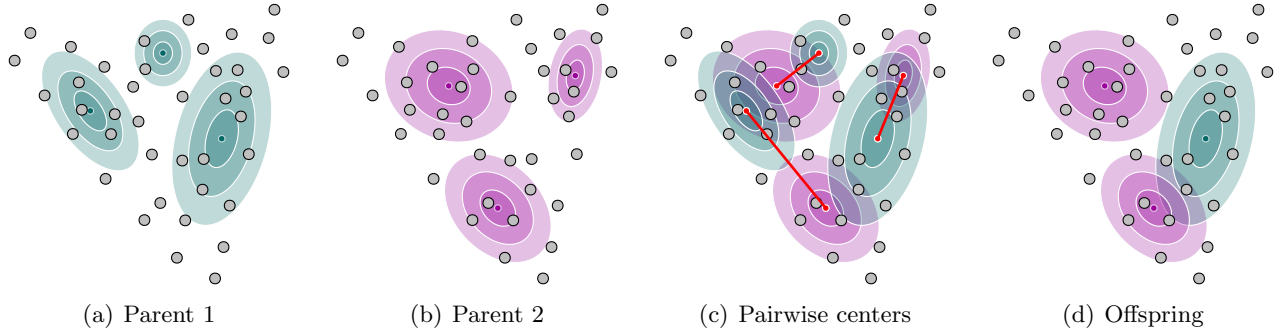 (a) Parent 1
(b) Parent 2
(c) Pairwise centers
(d) Offspring